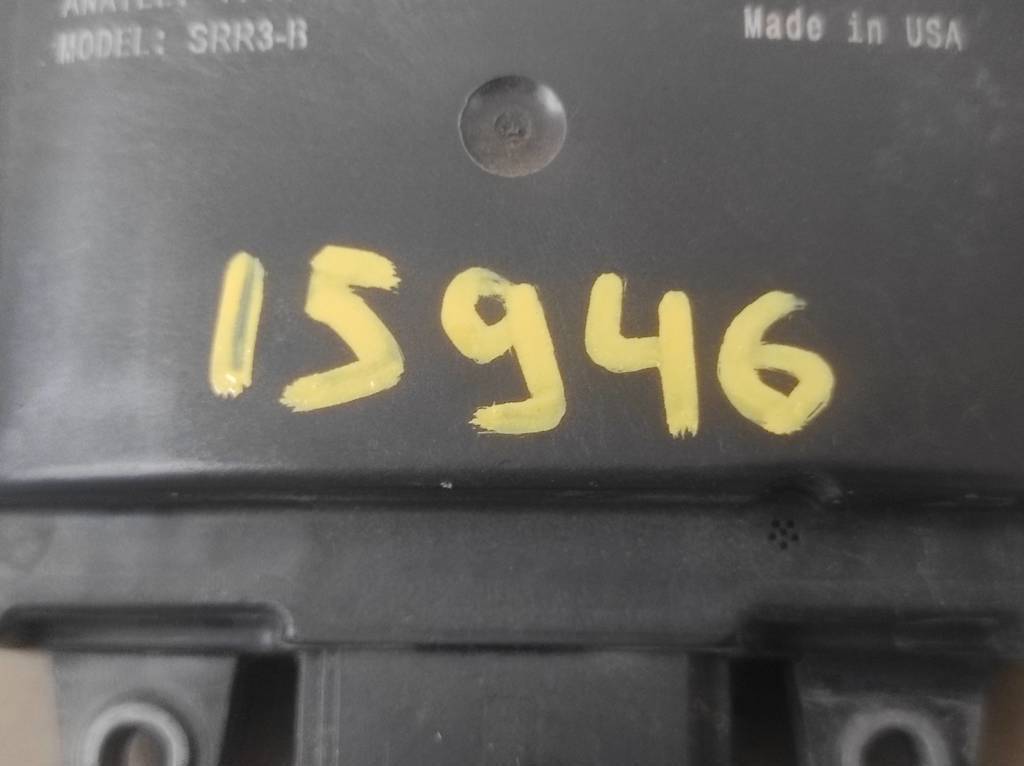 MODEL: SRR3-B
Made in USA
15946